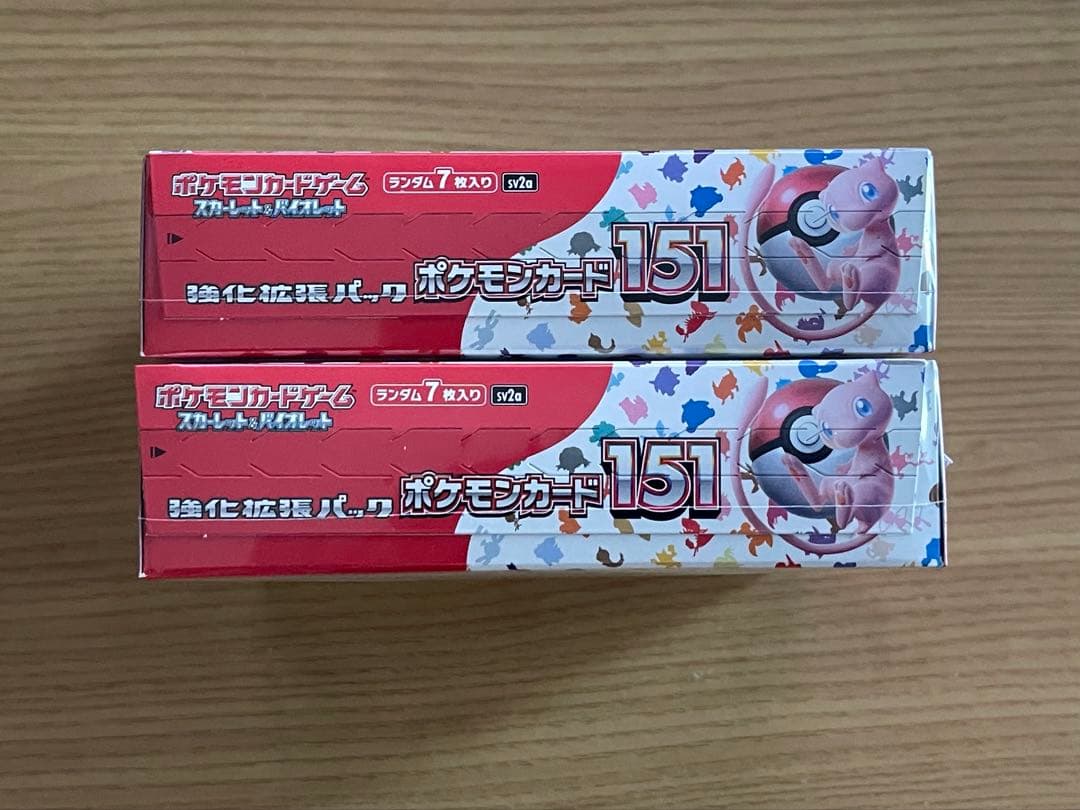 ポケモンカードゲーム
スカーレット&バイオレット
ランダム7枚入り
sv2a
強化拡張パック ポケモンカード151
ポケモンカードゲーム
スカーレット&バイオレット
ランダム7枚入り
sv2a
強化拡張パック ポケモンカード151